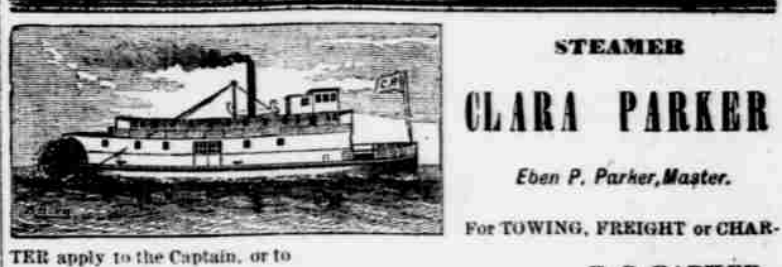 STEAMER
CLARA PARKER
Eben P. Parker, Master.
For TOWING, FREIGHT or CHAR-
TER apply to the Captain, or to